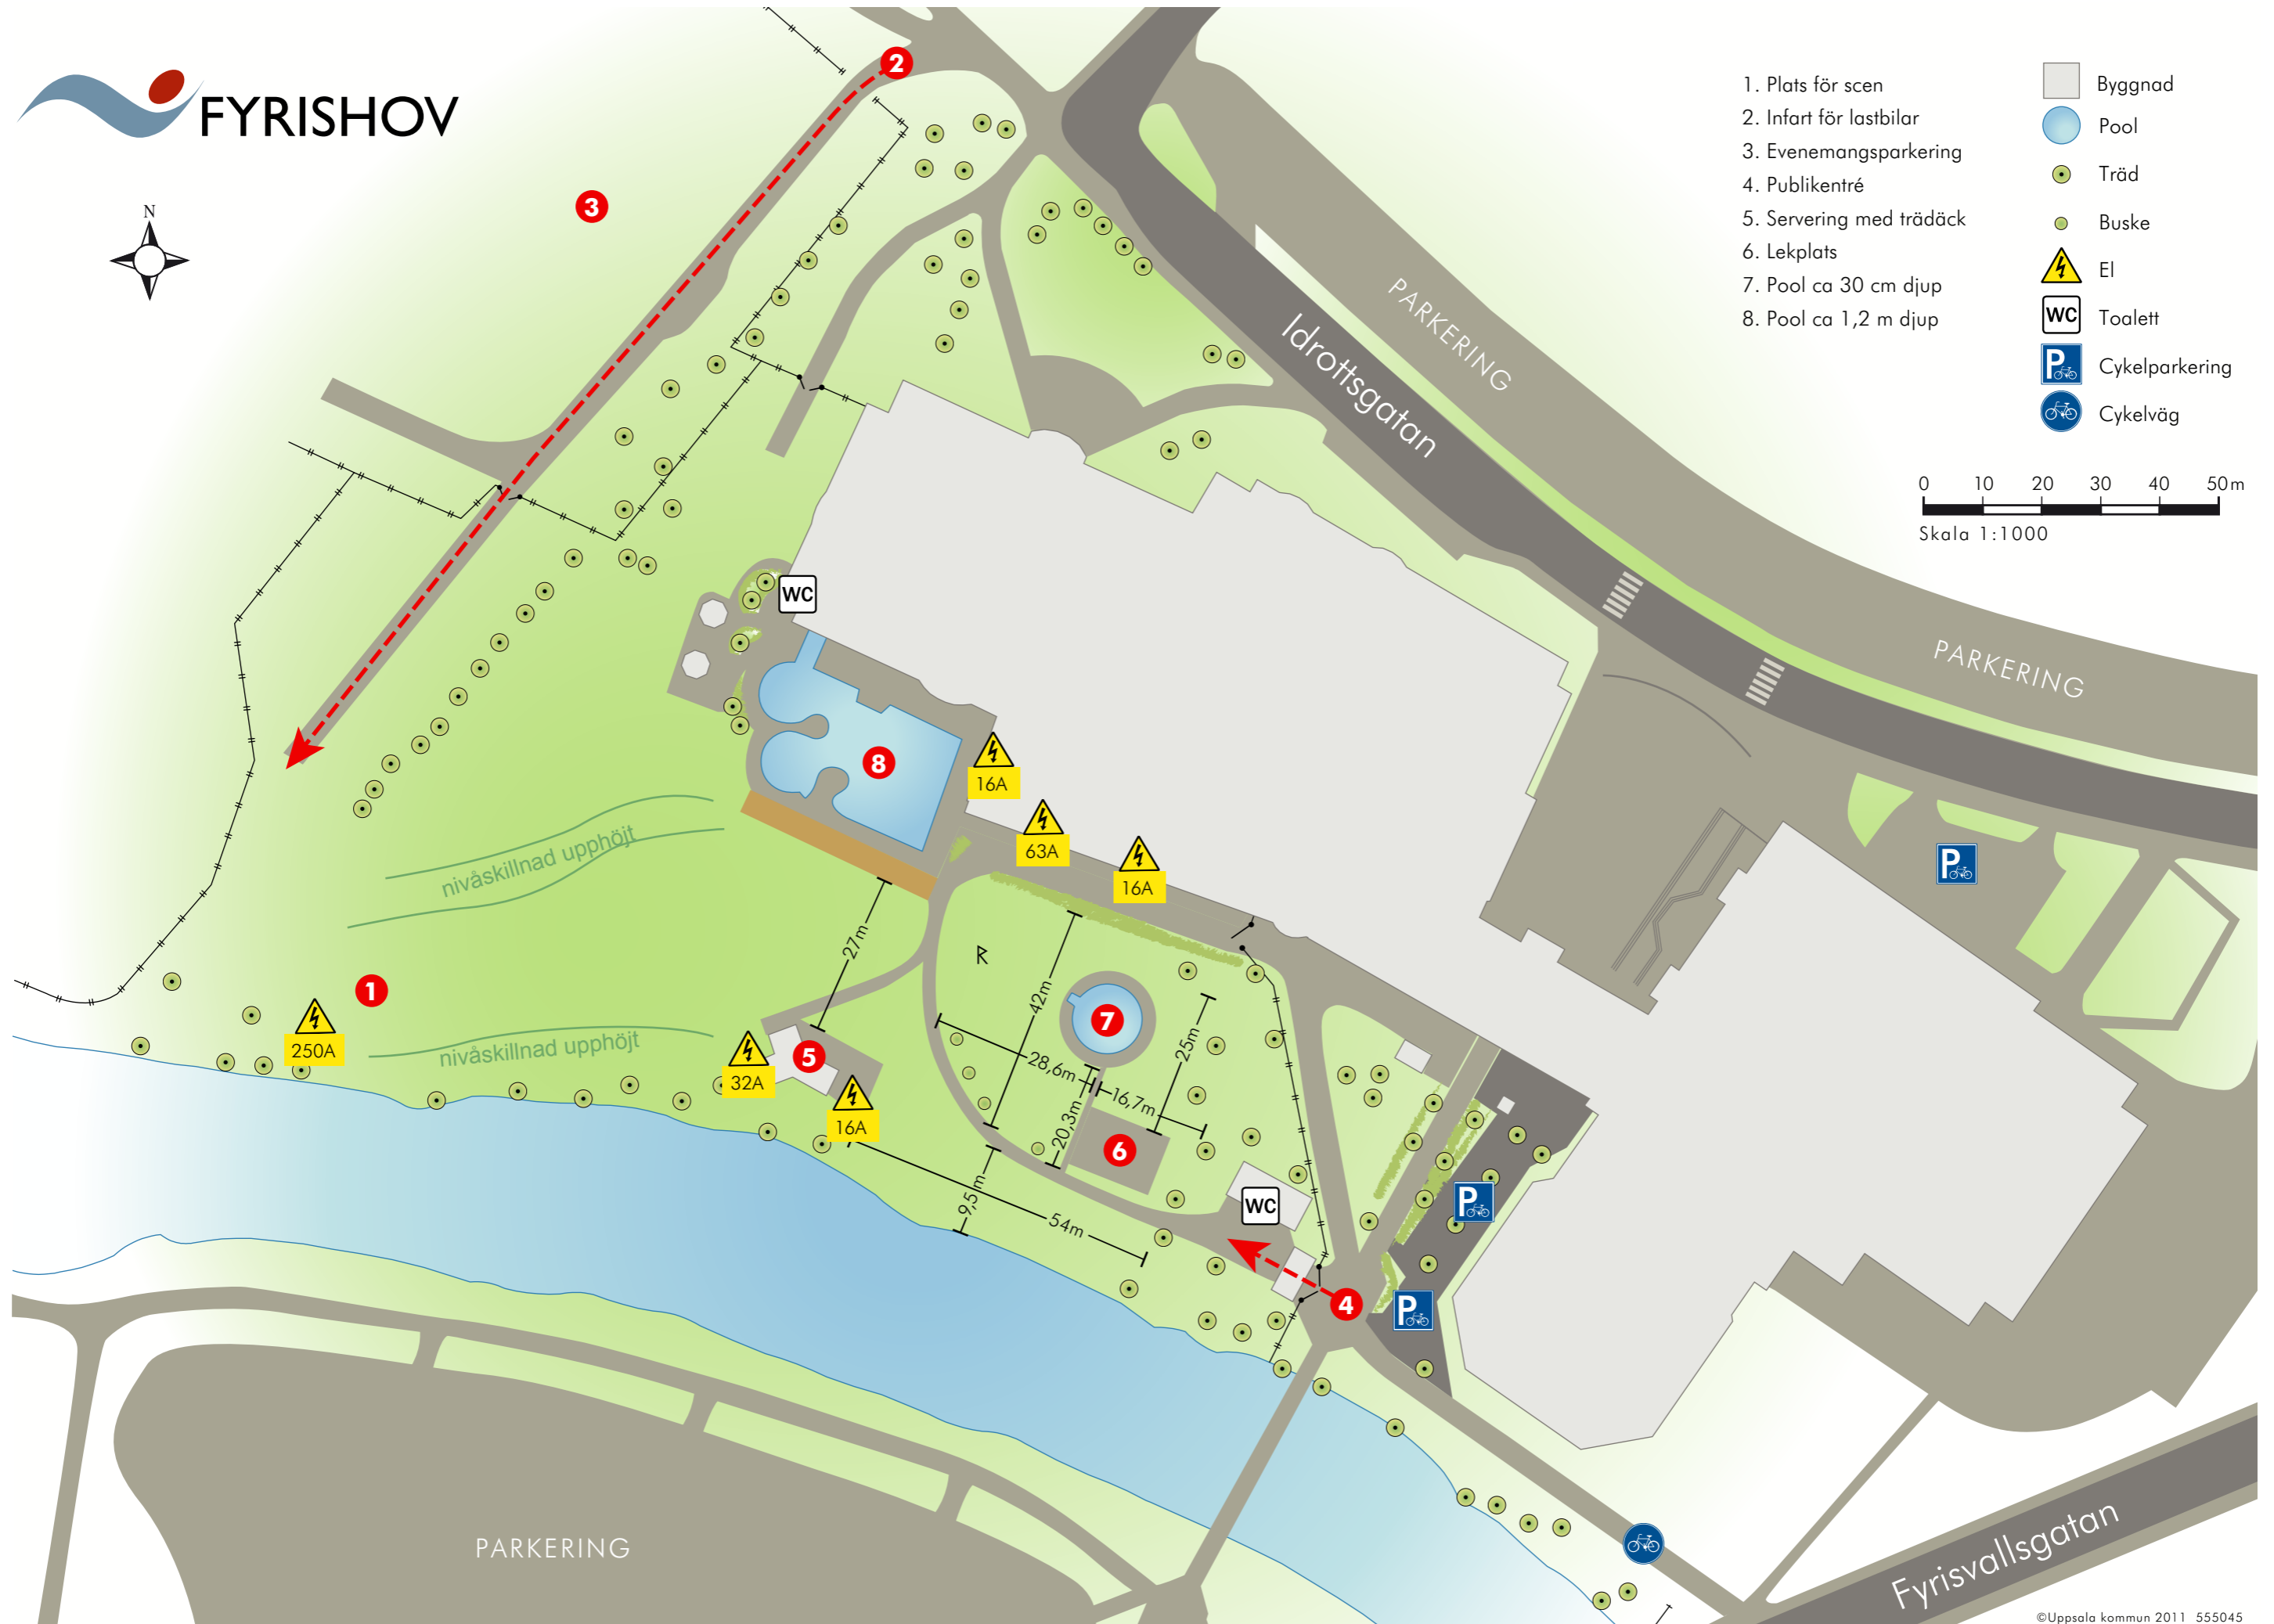 FYRISHOV
N
1. Plats för scen
2. Infart för lastbilar
3. Evenemangsparkering
4. Publikentré
5. Servering med trädäck
6. Lekplats
7. Pool ca 30 cm djup
8. Pool ca 1,2 m djup
Byggnad
Pool
Träd
Buske
El
WC Toalett
P Cykelparkering
Cykelväg
0 10 20 30 40 50m
Skala 1:1000
2
3
PARKERING
Idrottsgatan
PARKERING
WC
8
16A
63A
16A
P
nivåskillnad upphöjt
27m
R
42m
1
250A
nivåskillnad upphöjt
32A
5
16A
7
25m
28,6m
16,7m
20,3m
6
9,5 m
54m
WC
P
4
P
PARKERING
Fyrisvallsgatan
©Uppsala kommun 2011 555045